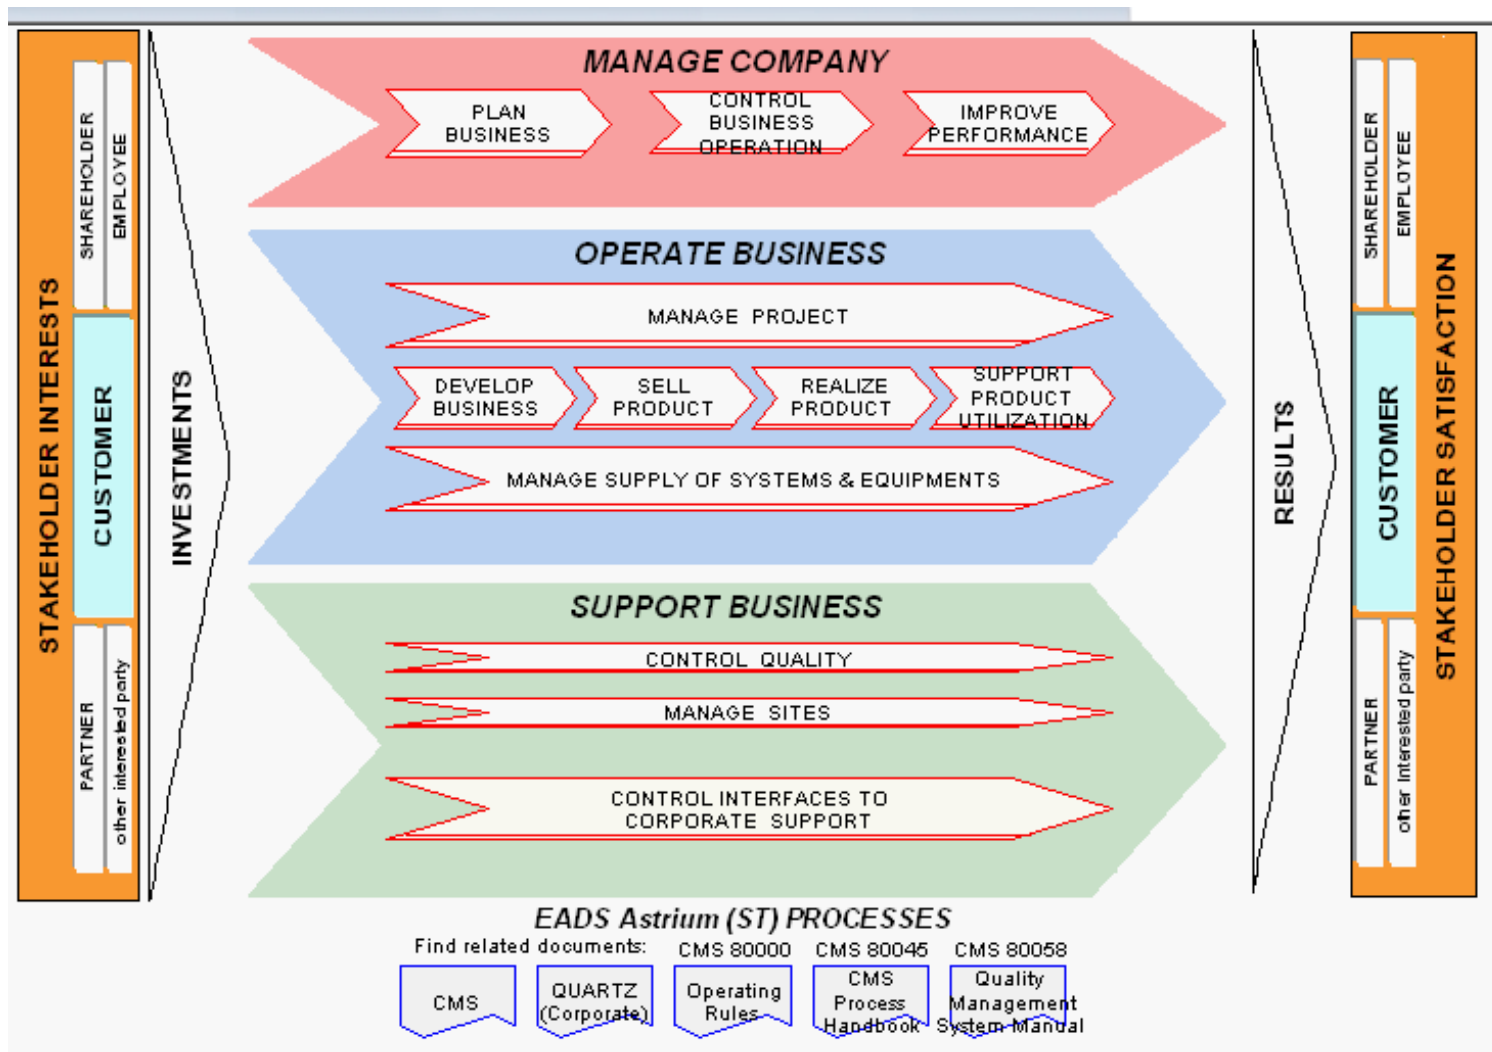 STAKEHOLDER INTERESTS
SHAREHOLDER
EMPLOYEE
CUSTOMER
PARTNER
other interested party
INVESTMENTS
MANAGE COMPANY
PLAN
BUSINESS
CONTROL
BUSINESS
OPERATION
IMPROVE
PERFORMANCE
OPERATE BUSINESS
MANAGE PROJECT
DEVELOP
BUSINESS
SELL
PRODUCT
REALIZE
PRODUCT
SUPPORT
PRODUCT
UTILIZATION
MANAGE SUPPLY OF SYSTEMS & EQUIPMENTS
SUPPORT BUSINESS
CONTROL QUALITY
MANAGE SITES
CONTROL INTERFACES TO
CORPORATE SUPPORT
RESULTS
SHAREHOLDER
EMPLOYEE
CUSTOMER
PARTNER
other interested party
STAKEHOLDER SATISFACTION
EADS Astrium (ST) PROCESSES
Find related documents:
CMS
QUARTZ
(Corporate)
CMS 80000
Operating
Rules
CMS 80045
CMS
Process
Handbook
CMS 80058
Quality
Management
System Manual